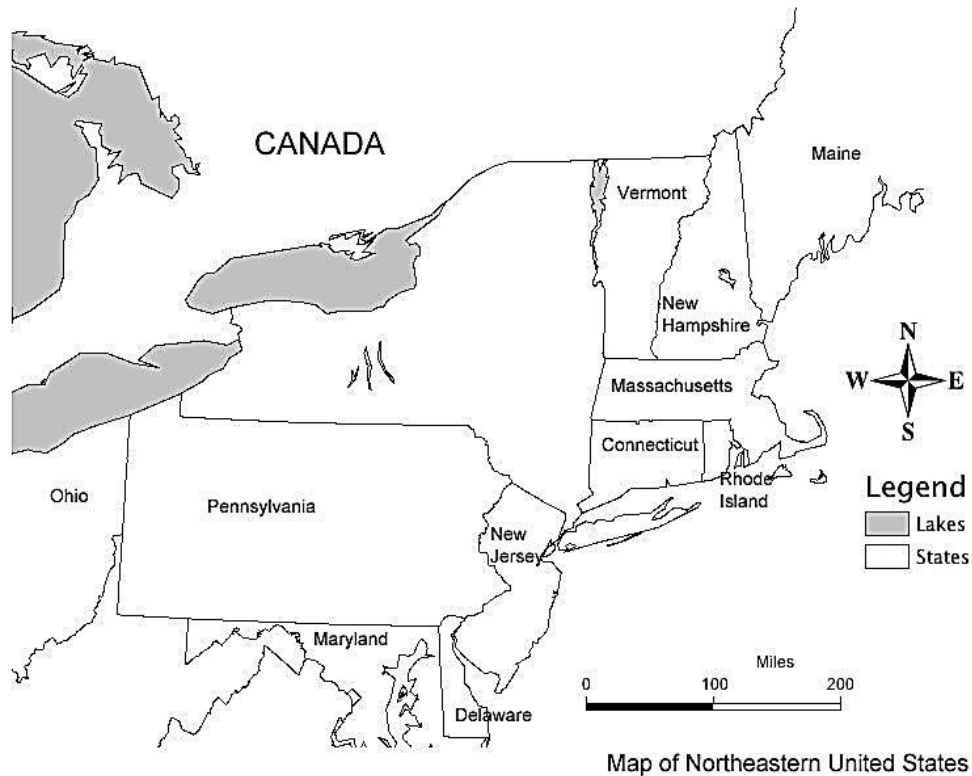 CANADA
Maine
Vermont
New
Hampshire
N
W E
S
Massachusetts
Connecticut
Rhode
Island
Ohio
Pennsylvania
New
Jersey
Legend
Lakes
States
Maryland
Delaware
Miles
0 100 200
Map of Northeastern United States